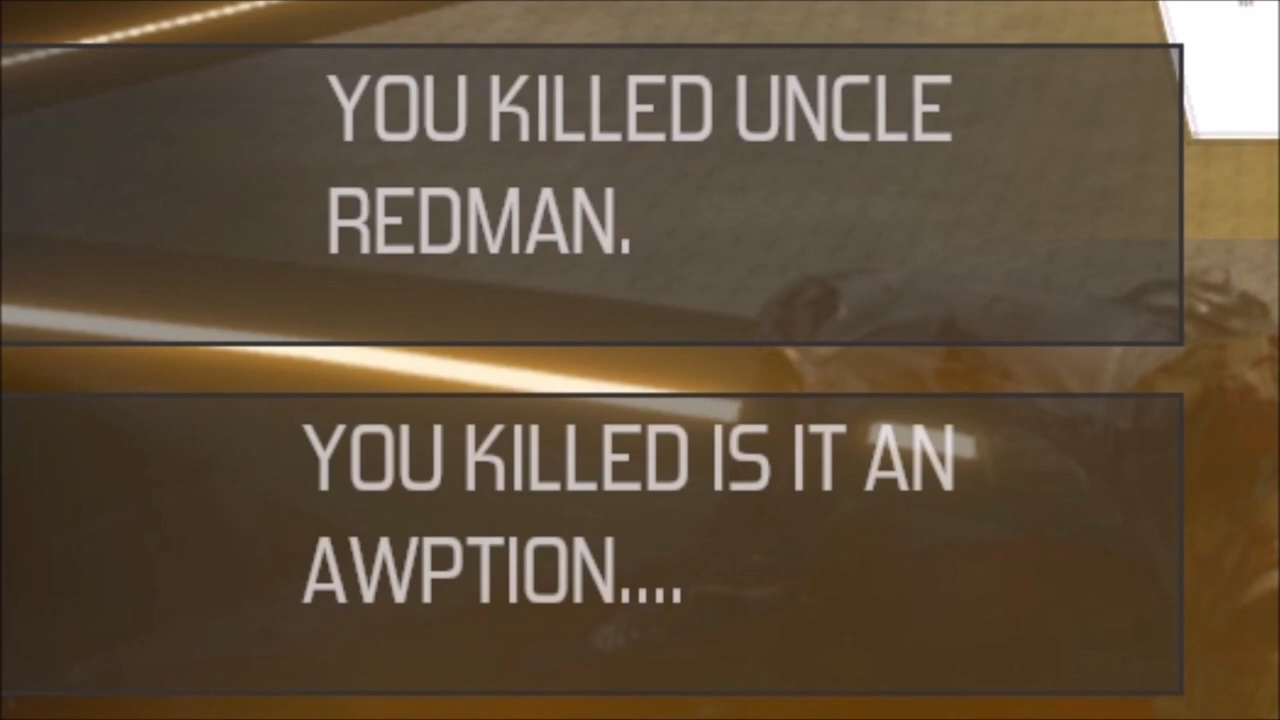 YOU KILLED UNCLE
REDMAN.
YOU KILLED IS IT AN
AWPTION....